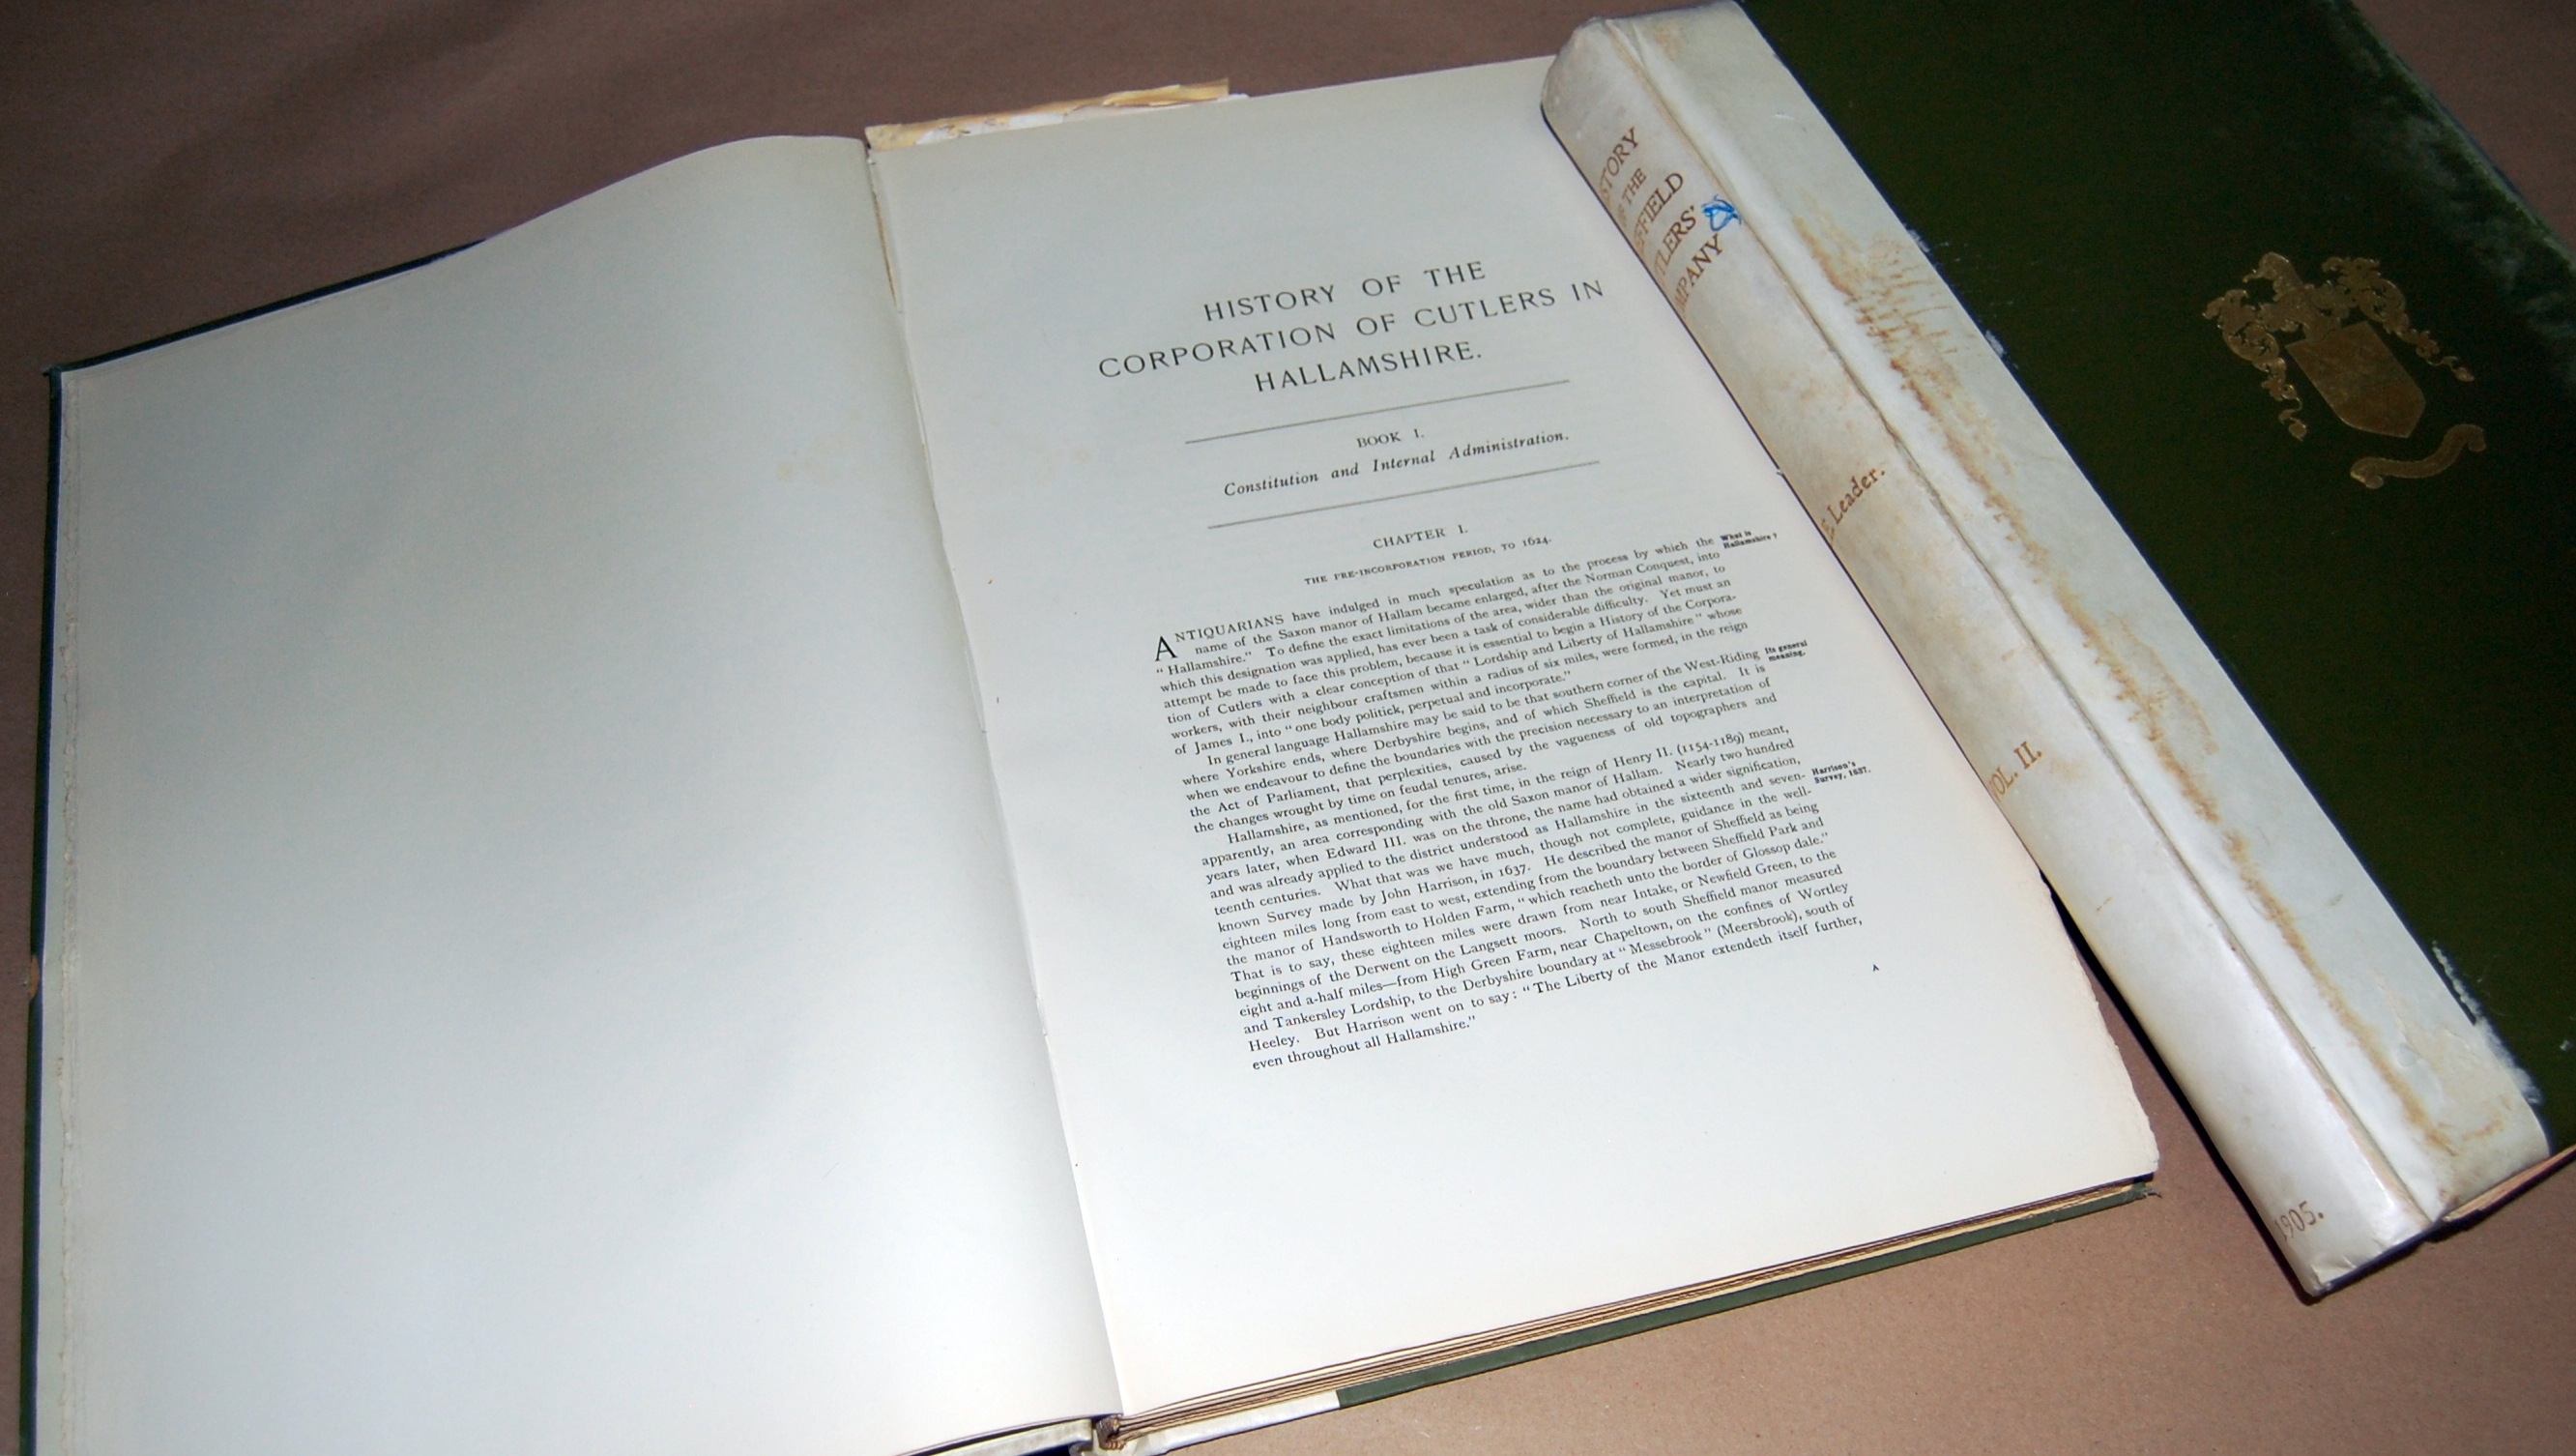 HISTORY OF THE
CORPORATION OF CUTLERS IN
HALLAMSHIRE.
BOOK I.
Constitution and Internal Administration.
CHAPTER I.
THE PRE-INCORPORATION PERIOD, TO 1624.
ANTIQUARIANS have indulged in much speculation as to the process by which the
name of the Saxon manor of Hallam became enlarged, after the Norman Conquest, into
“Hallamshire.” To define the exact limitations of the area, wider than the original manor, to
which this designation was applied, has ever been a task of considerable difficulty. Yet must an
attempt be made to face this problem, because it is essential to begin a History of the Corpora-
tion of Cutlers with a clear conception of that “Lordship and Liberty of Hallamshire” whose
workers, with their neighbour craftsmen within a radius of six miles, were formed, in the reign
of James I., into “one body politick, perpetual and incorporate.”
What is
Hallamshire?
In general language Hallamshire may be said to be that southern corner of the West-Riding
where Yorkshire ends, where Derbyshire begins, and of which Sheffield is the capital. It is
when we endeavour to define the boundaries with the precision necessary to an interpretation of
the Act of Parliament, that perplexities, caused by the vagueness of old topographers and
the changes wrought by time on feudal tenures, arise.
Its general
meaning.
Hallamshire, as mentioned, for the first time, in the reign of Henry II. (1154-1189) meant,
apparently, an area corresponding with the old Saxon manor of Hallam. Nearly two hundred
years later, when Edward III. was on the throne, the name had obtained a wider signification,
and was already applied to the district understood as Hallamshire in the sixteenth and seven-
teenth centuries. What that was we have much, though not complete, guidance in the well-
known Survey made by John Harrison, in 1637. He described the manor of Sheffield as being
eighteen miles long from east to west, extending from the boundary between Sheffield Park and
the manor of Handsworth to Holden Farm, “which reacheth unto the border of Glossop dale.”
That is to say, these eighteen miles were drawn from near Intake, or Newfield Green, to the
beginnings of the Derwent on the Langsett moors. North to south Sheffield manor measured
eight and a-half miles—from High Green Farm, near Chapeltown, on the confines of Wortley
and Tankersley Lordship, to the Derbyshire boundary at “Messebrook” (Meersbrook), south of
Heeley. But Harrison went on to say: “The Liberty of the Manor extendeth itself further,
even throughout all Hallamshire.”
Harrison's
Survey, 1637.
A
STORY
THE
FFIELD
TLERS'
MPANY
E Leader.
VOL. II.
1905.